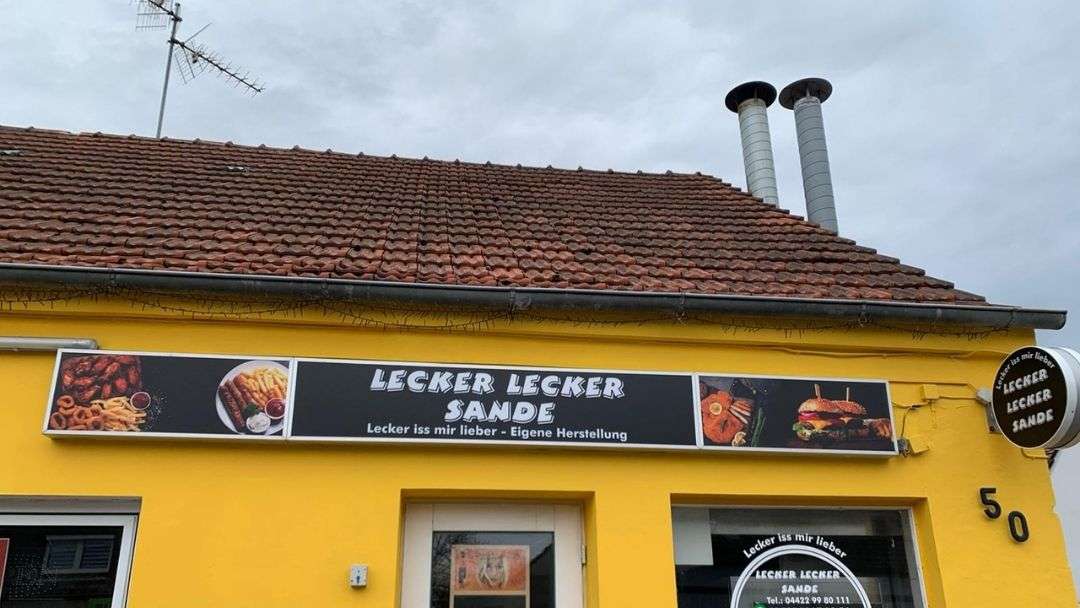 LECKER LECKER
SANDE
Lecker iss mir lieber - Eigene Herstellung
Lecker iss mir lieber
LECKER
LECKER
SANDE
50
Lecker iss mir lieber
LECKER LECKER
SANDE
Tel.: 04422 99 80 111